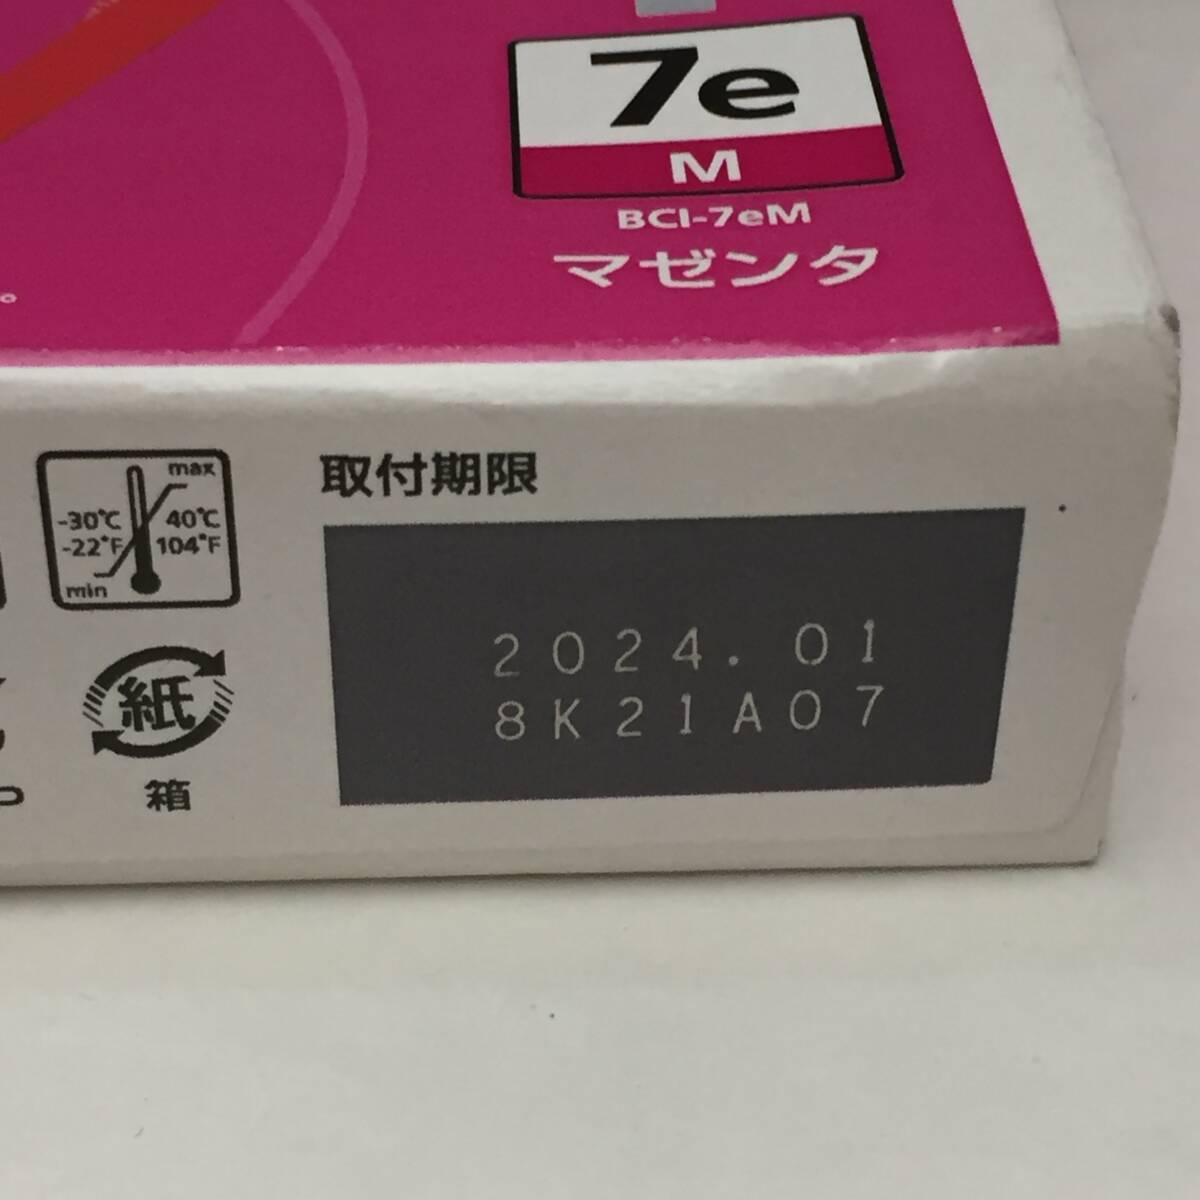 7e
M
BCI-7eM
マゼンタ
。
取付期限
max
-30℃ 40℃
-22°F 104°F
min
2024.01
8K21A07
紙
箱